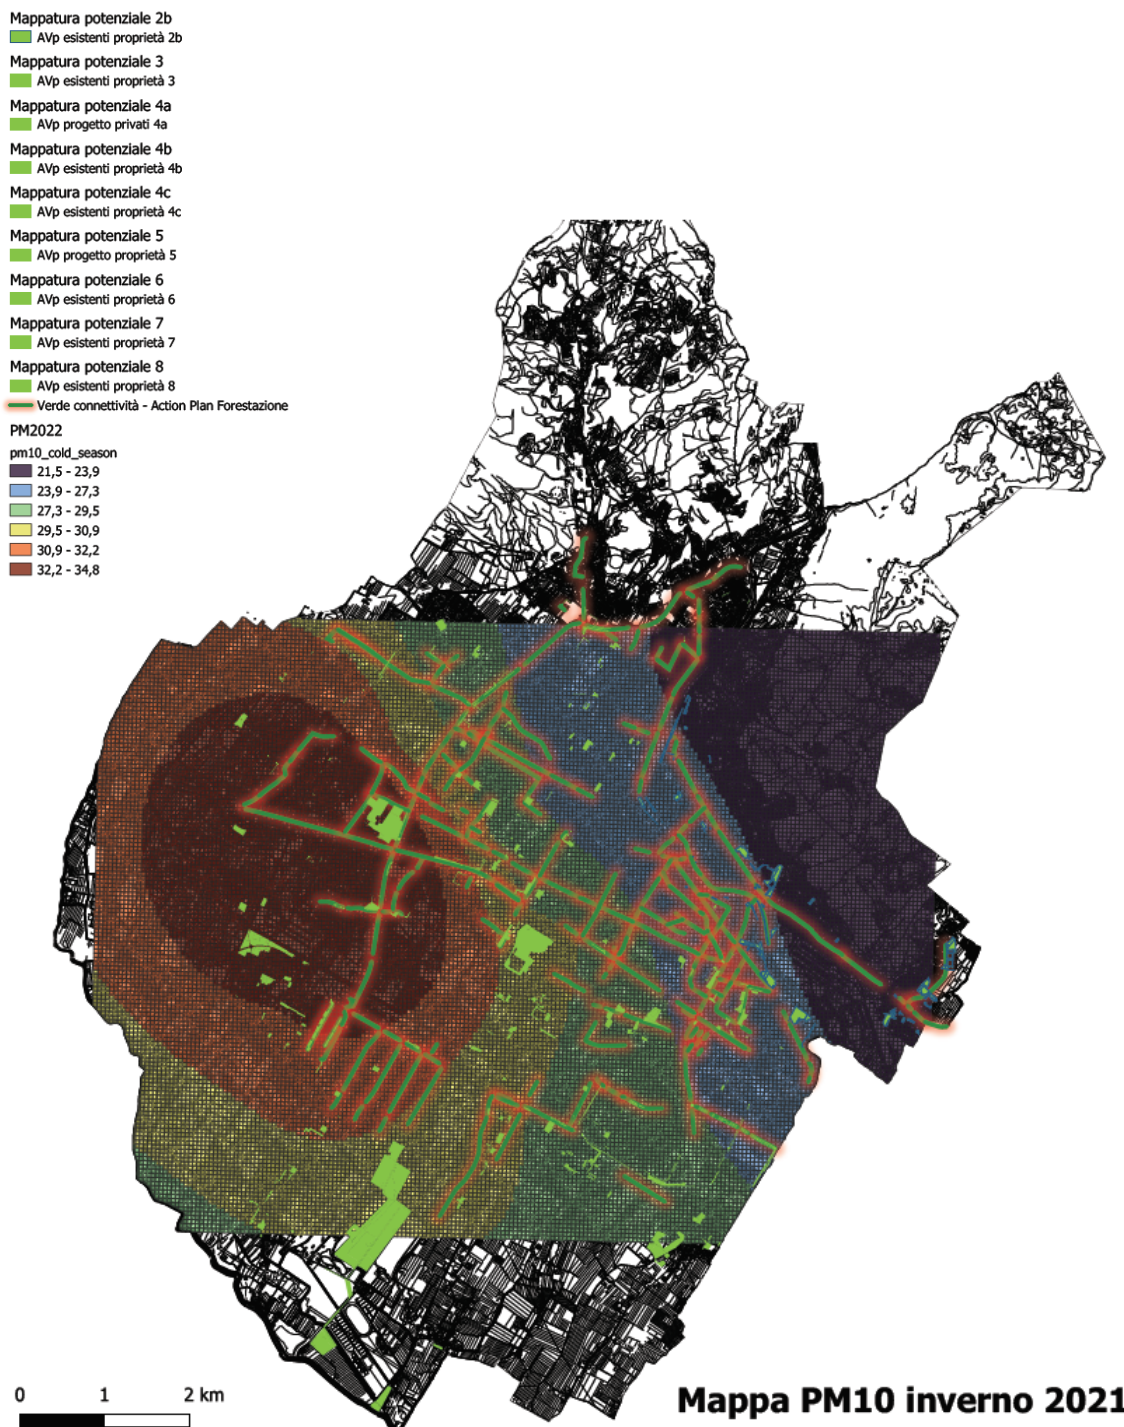 Mappatura potenziale 2b
AVp esistenti proprietà 2b
Mappatura potenziale 3
AVp esistenti proprietà 3
Mappatura potenziale 4a
AVp progetto privati 4a
Mappatura potenziale 4b
AVp esistenti proprietà 4b
Mappatura potenziale 4c
AVp esistenti proprietà 4c
Mappatura potenziale 5
AVp progetto proprietà 5
Mappatura potenziale 6
AVp esistenti proprietà 6
Mappatura potenziale 7
AVp esistenti proprietà 7
Mappatura potenziale 8
AVp esistenti proprietà 8
Verde connettività - Action Plan Forestazione
PM2022
pm10_cold_season
21,5 - 23,9
23,9 - 27,3
27,3 - 29,5
29,5 - 30,9
30,9 - 32,2
32,2 - 34,8
0 1 2 km
Mappa PM10 inverno 2021